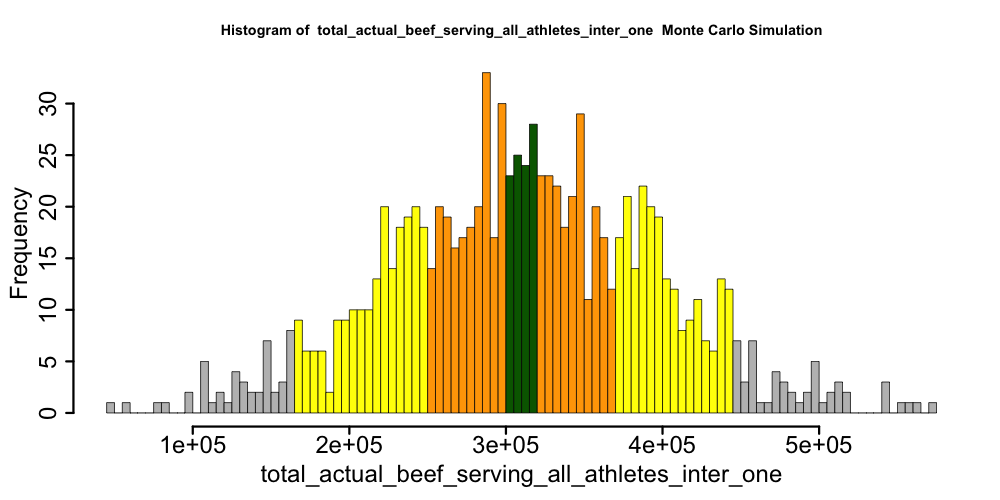 Histogram of  total_actual_beef_serving_all_athletes_inter_one  Monte Carlo Simulation
Frequency
30
25
20
15
10
5
0
1e+05 2e+05 3e+05 4e+05 5e+05
total_actual_beef_serving_all_athletes_inter_one